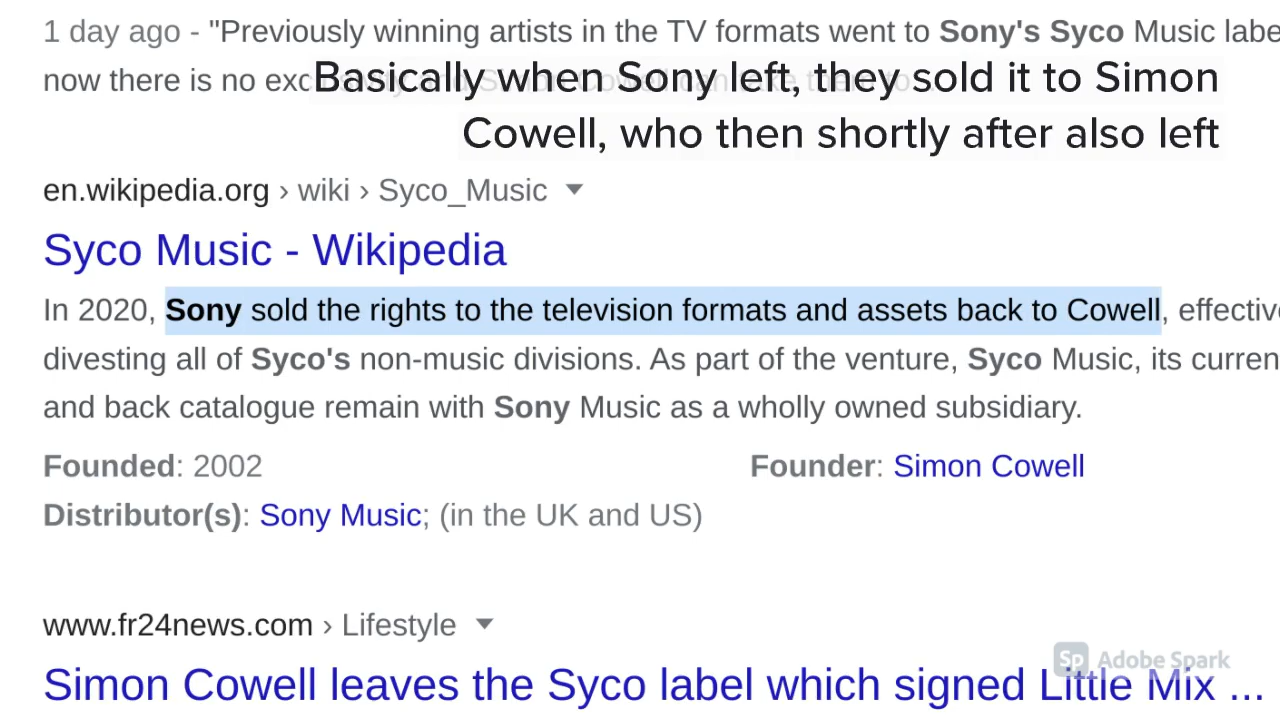 1 day ago - "Previously winning artists in the TV formats went to Sony's Syco Music labe
now there is no exc
Basically when Sony left, they sold it to Simon
Cowell, who then shortly after also left
en.wikipedia.org › wiki › Syco_Music
Syco Music - Wikipedia
In 2020, Sony sold the rights to the television formats and assets back to Cowell, effective
divesting all of Syco's non-music divisions. As part of the venture, Syco Music, its curren
and back catalogue remain with Sony Music as a wholly owned subsidiary.
Founded: 2002 Founder: Simon Cowell
Distributor(s): Sony Music; (in the UK and US)
www.fr24news.com › Lifestyle
Simon Cowell leaves the Syco label which signed Little Mix ...
Sp Adobe Spark